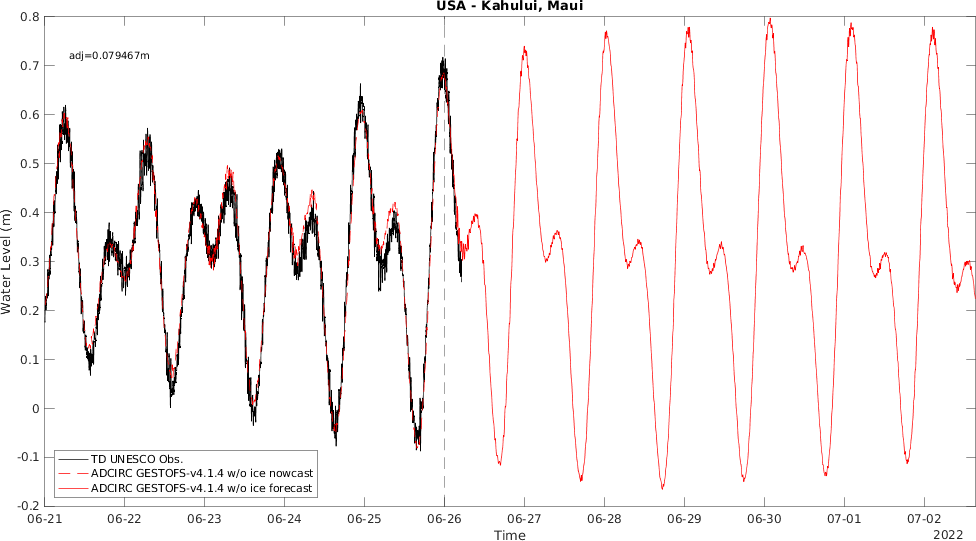 USA - Kahului, Maui
adj=0.079467m
Water Level (m)
0.8
0.7
0.6
0.5
0.4
0.3
0.2
0.1
0
-0.1
-0.2
TD UNESCO Obs.
ADCIRC GESTOFS-v4.1.4 w/o ice nowcast
ADCIRC GESTOFS-v4.1.4 w/o ice forecast
06-21 06-22 06-23 06-24 06-25 06-26 06-27 06-28 06-29 06-30 07-01 07-02
Time
2022